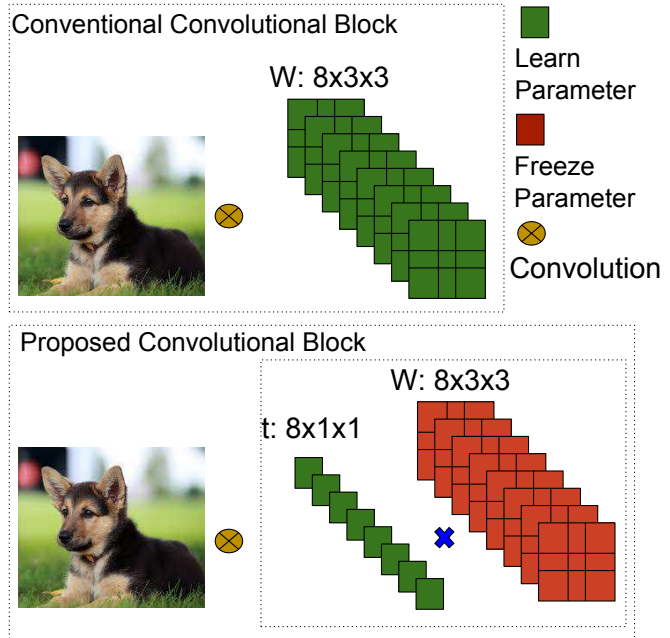 Conventional Convolutional Block
W: 8x3x3
Learn
Parameter
Freeze
Parameter
Convolution
Proposed Convolutional Block
W: 8x3x3
t: 8x1x1